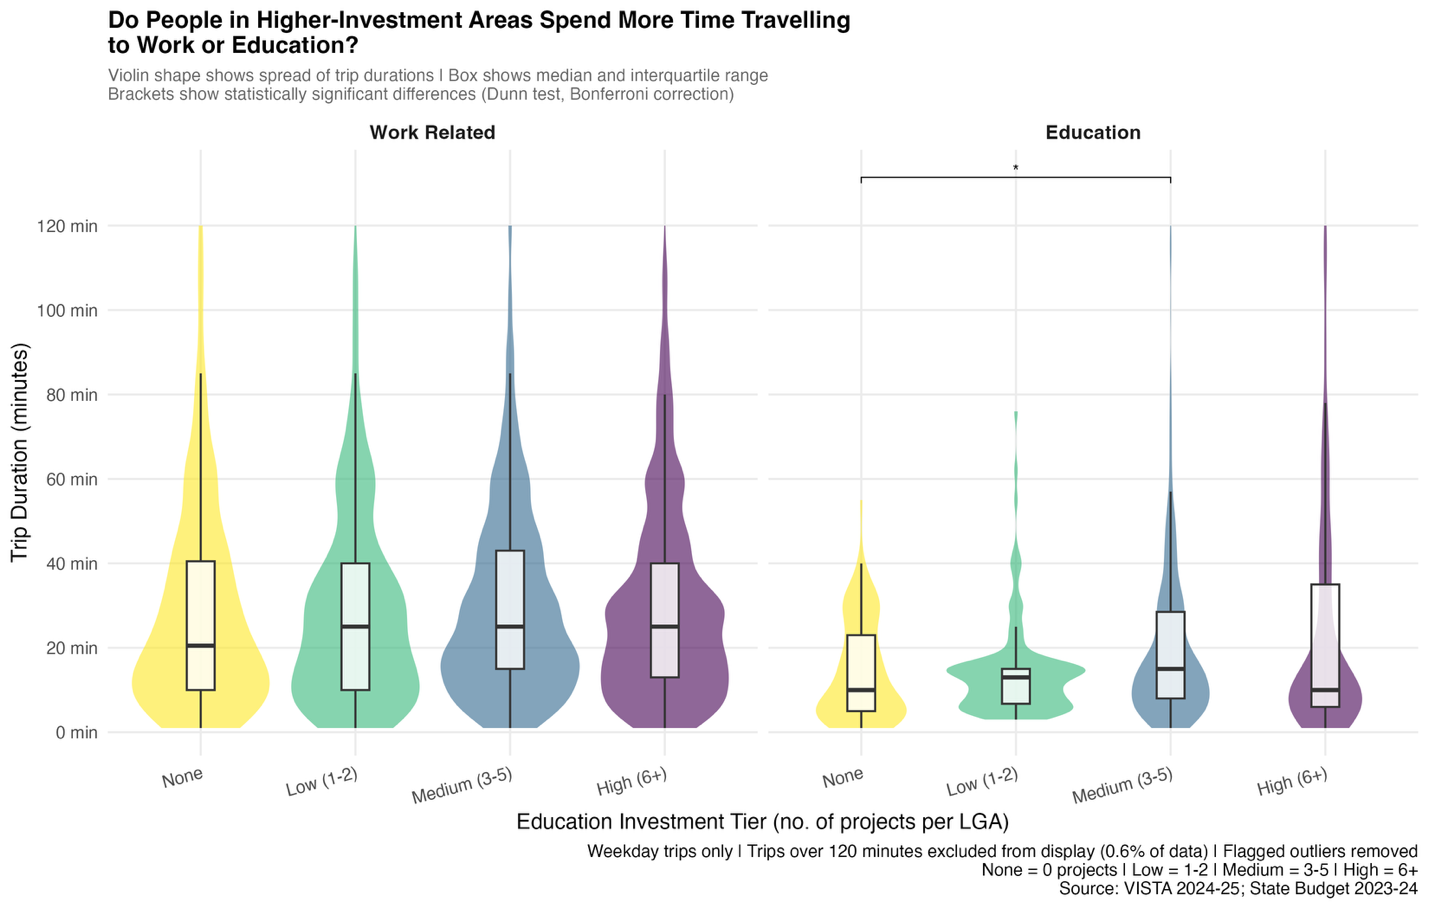 Do People in Higher-Investment Areas Spend More Time Travelling
to Work or Education?
Violin shape shows spread of trip durations | Box shows median and interquartile range
Brackets show statistically significant differences (Dunn test, Bonferroni correction)
Work Related
Education
*
Trip Duration (minutes)
120 min
100 min
80 min
60 min
40 min
20 min
0 min
None
Low (1-2)
Medium (3-5)
High (6+)
None
Low (1-2)
Medium (3-5)
High (6+)
Education Investment Tier (no. of projects per LGA)
Weekday trips only | Trips over 120 minutes excluded from display (0.6% of data) | Flagged outliers removed
None = 0 projects | Low = 1-2 | Medium = 3-5 | High = 6+
Source: VISTA 2024-25; State Budget 2023-24